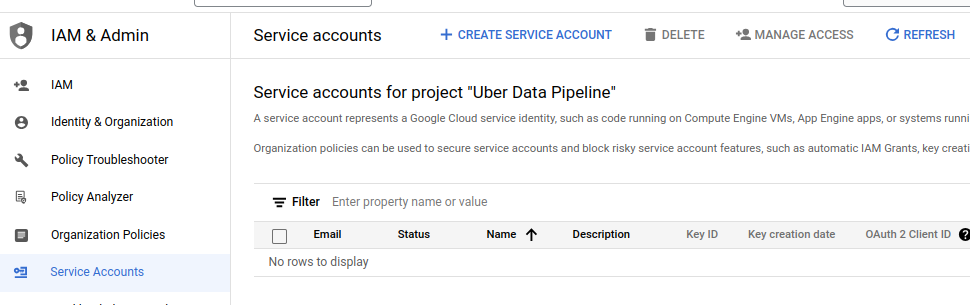 IAM & Admin
Service accounts
CREATE SERVICE ACCOUNT
DELETE
MANAGE ACCESS
REFRESH
IAM
Identity & Organization
Policy Troubleshooter
Policy Analyzer
Organization Policies
Service Accounts
Service accounts for project "Uber Data Pipeline"
A service account represents a Google Cloud service identity, such as code running on Compute Engine VMs, App Engine apps, or systems runni
Organization policies can be used to secure service accounts and block risky service account features, such as automatic IAM Grants, key creati
Filter Enter property name or value
Email Status Name Description Key ID Key creation date OAuth 2 Client ID
No rows to display